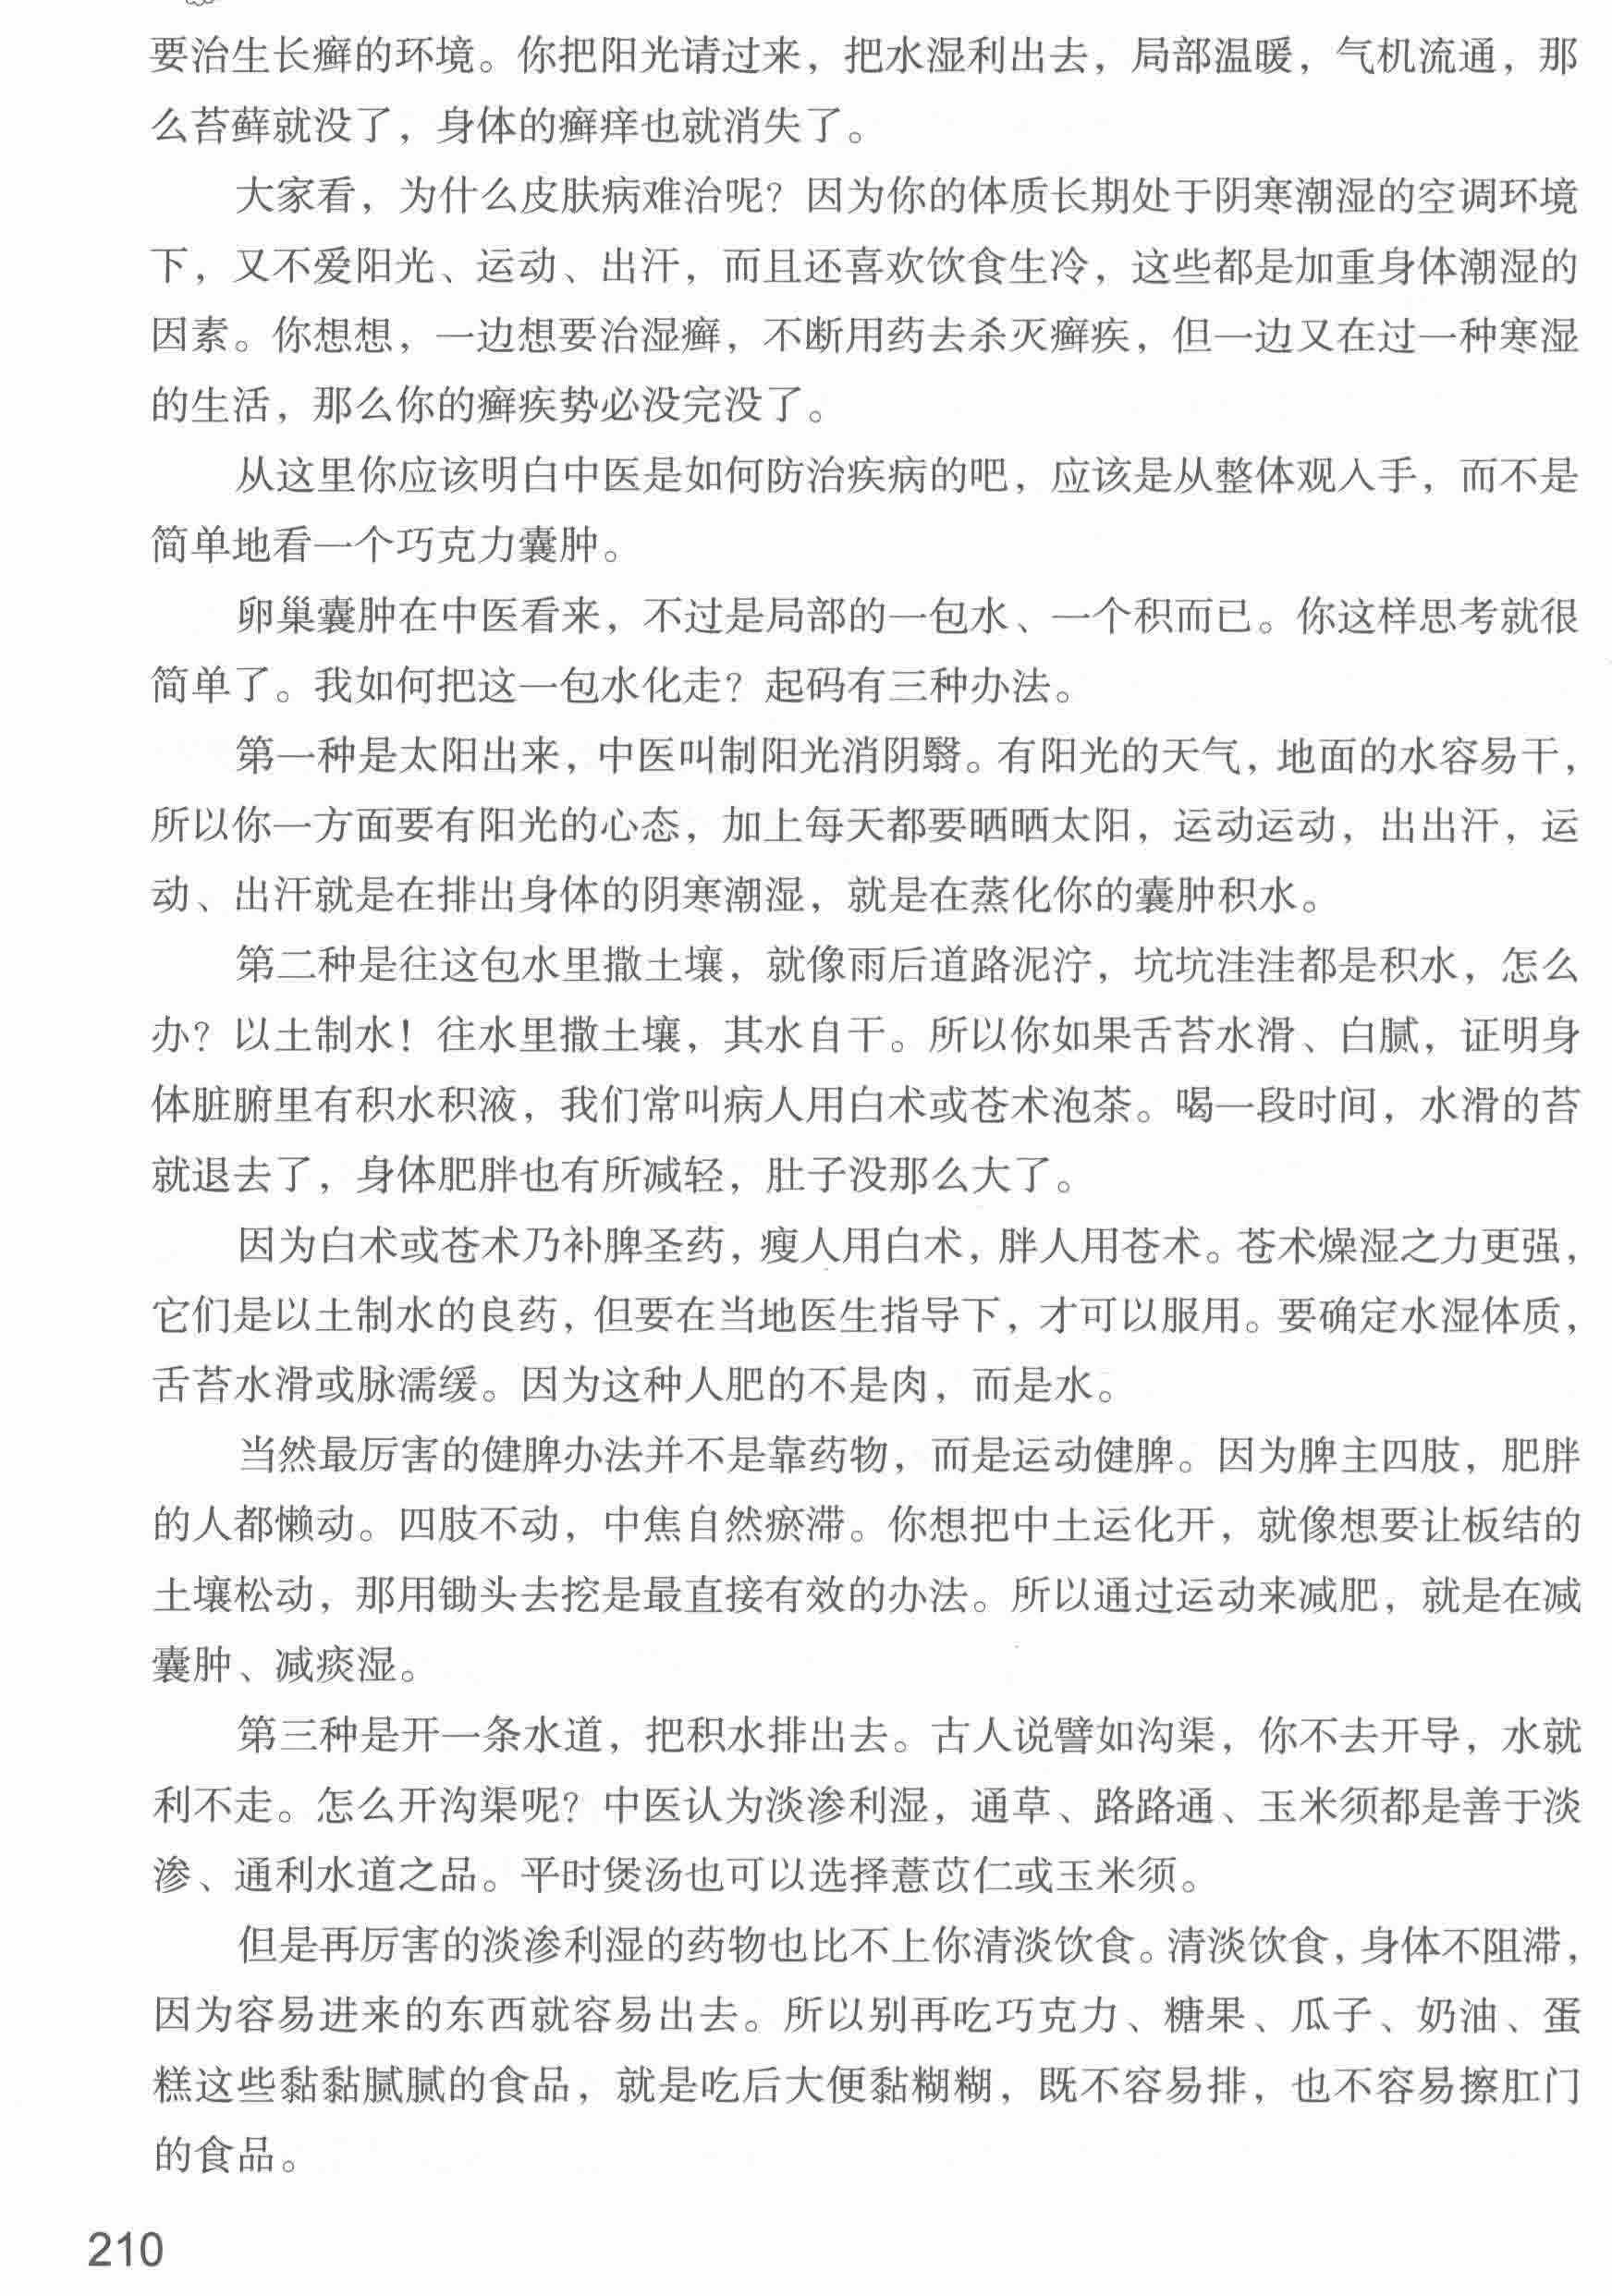 要治生长癣的环境。你把阳光请过来，把水湿利出去，局部温暖，气机流通，那
么苔藓就没了，身体的癣痒也就消失了。
大家看，为什么皮肤病难治呢？因为你的体质长期处于阴寒潮湿的空调环境
下，又不爱阳光、运动、出汗，而且还喜欢饮食生冷，这些都是加重身体潮湿的
因素。你想想，一边想要治湿癣，不断用药去杀灭癣疾，但一边又在过一种寒湿
的生活，那么你的癣疾势必没完没了。
从这里你应该明白中医是如何防治疾病的吧，应该是从整体观入手，而不是
简单地看一个巧克力囊肿。
卵巢囊肿在中医看来，不过是局部的一包水、一个积而已。你这样思考就很
简单了。我如何把这一包水化走？起码有三种办法。
第一种是太阳出来，中医叫制阳光消阴翳。有阳光的天气，地面的水容易干，
所以你一方面要有阳光的心态，加上每天都要晒晒太阳，运动运动，出出汗，运
动、出汗就是在排出身体的阴寒潮湿，就是在蒸化你的囊肿积水。
第二种是往这包水里撒土壤，就像雨后道路泥泞，坑坑洼洼都是积水，怎么
办？以土制水！往水里撒土壤，其水自干。所以你如果舌苔水滑、白腻，证明身
体脏腑里有积水积液，我们常叫病人用白术或苍术泡茶。喝一段时间，水滑的苔
就退去了，身体肥胖也有所减轻，肚子没那么大了。
因为白术或苍术乃补脾圣药，瘦人用白术，胖人用苍术。苍术燥湿之力更强，
它们是以土制水的良药，但要在当地医生指导下，才可以服用。要确定水湿体质，
舌苔水滑或脉濡缓。因为这种人肥的不是肉，而是水。
当然最厉害的健脾办法并不是靠药物，而是运动健脾。因为脾主四肢，肥胖
的人都懒动。四肢不动，中焦自然瘀滞。你想把中土运化开，就像想要让板结的
土壤松动，那用锄头去挖是最直接有效的办法。所以通过运动来减肥，就是在减
囊肿、减痰湿。
第三种是开一条水道，把积水排出去。古人说譬如沟渠，你不去开导，水就
利不走。怎么开沟渠呢？中医认为淡渗利湿，通草、路路通、玉米须都是善于淡
渗、通利水道之品。平时煲汤也可以选择薏苡仁或玉米须。
但是再厉害的淡渗利湿的药物也比不上你清淡饮食。清淡饮食，身体不阻滞，
因为容易进来的东西就容易出去。所以别再吃巧克力、糖果、瓜子、奶油、蛋
糕这些黏黏腻腻的食品，就是吃后大便黏糊糊，既不容易排，也不容易擦肛门
的食品。
210